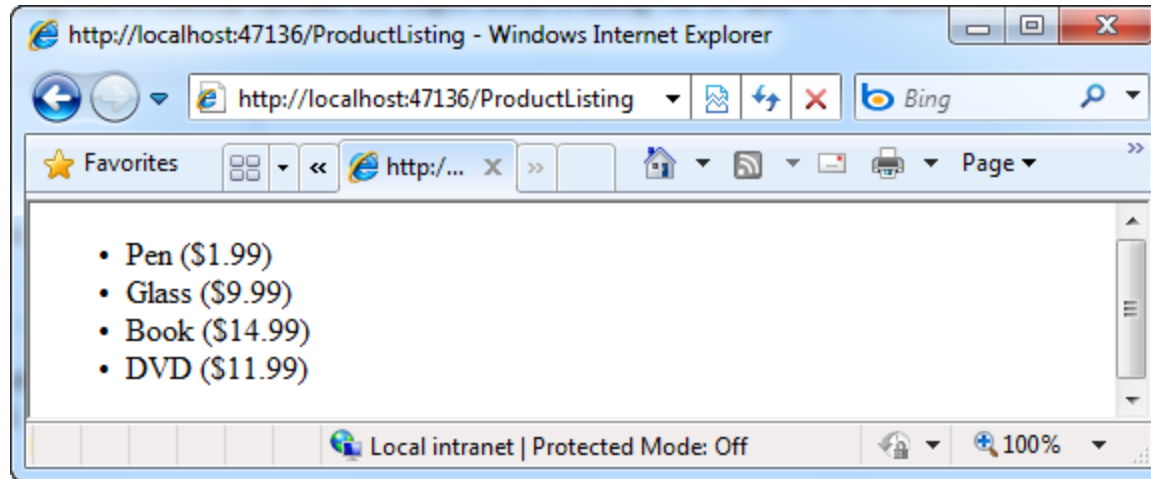 http://localhost:47136/ProductListing - Windows Internet Explorer
http://localhost:47136/ProductListing Bing
Favorites http:/... Page
• Pen ($1.99)
• Glass ($9.99)
• Book ($14.99)
• DVD ($11.99)
Local intranet | Protected Mode: Off 100%